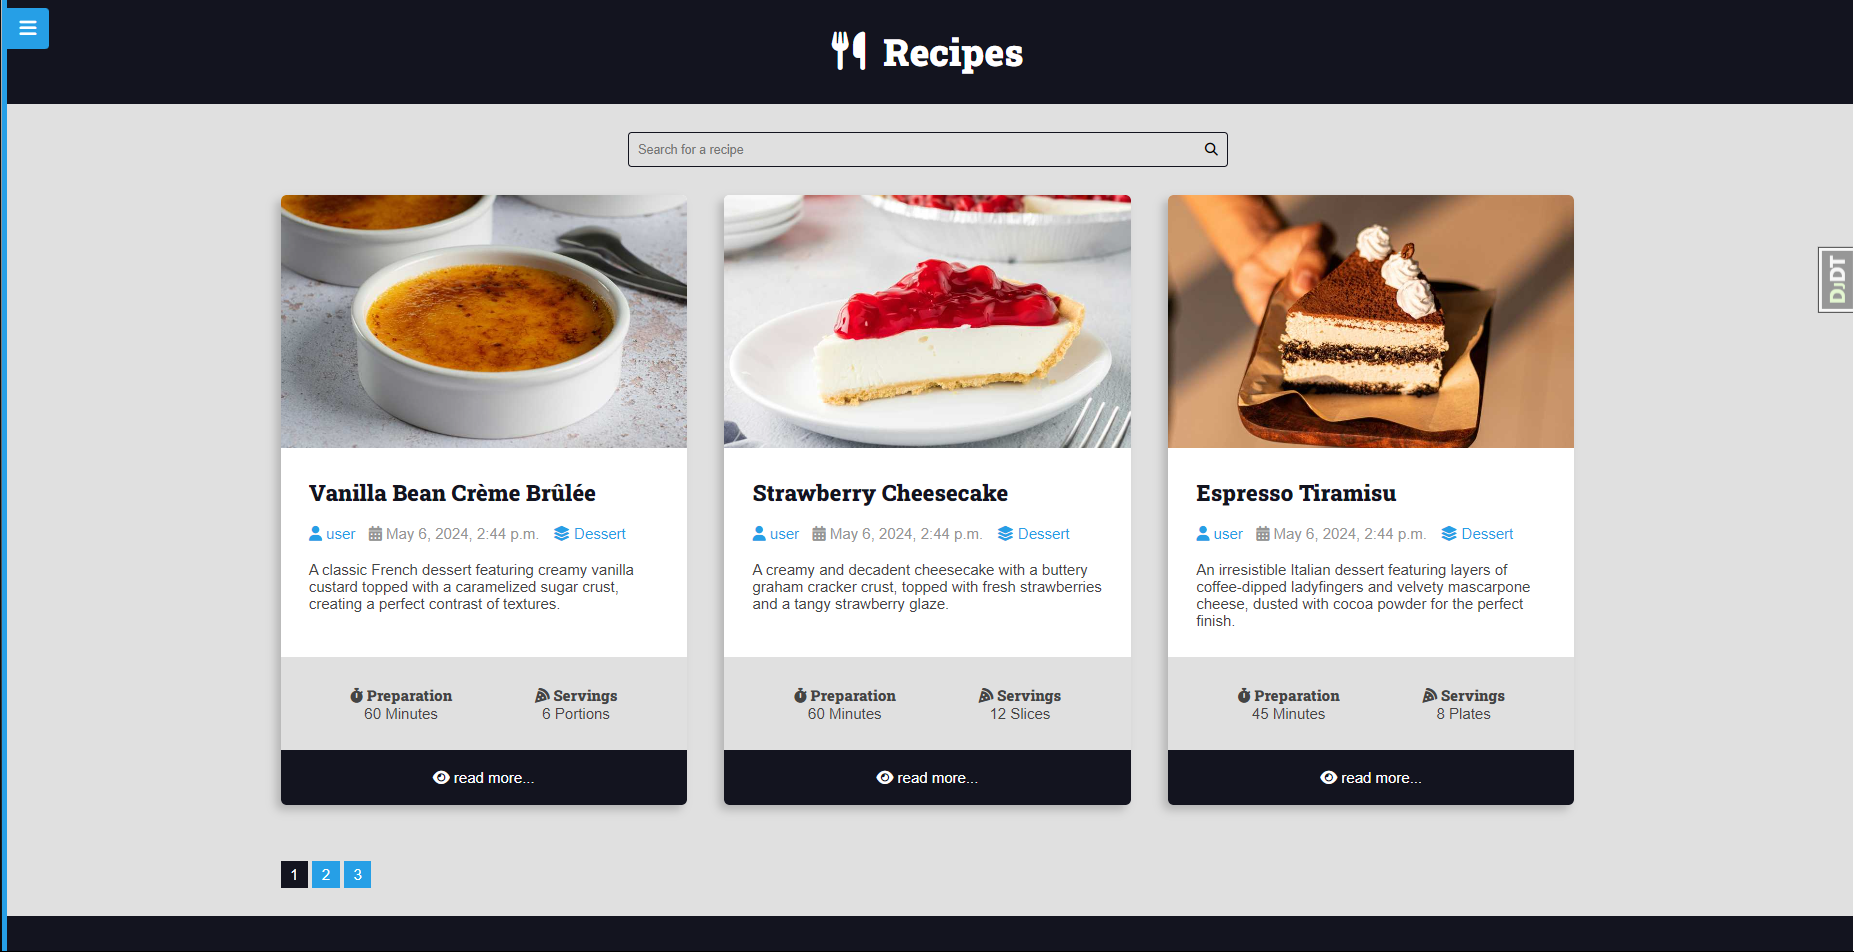 Recipes
Search for a recipe
DJDT
Vanilla Bean Crème Brûlée
user May 6, 2024, 2:44 p.m. Dessert
A classic French dessert featuring creamy vanilla
custard topped with a caramelized sugar crust,
creating a perfect contrast of textures.
Preparation Servings
60 Minutes 6 Portions
read more...
Strawberry Cheesecake
user May 6, 2024, 2:44 p.m. Dessert
A creamy and decadent cheesecake with a buttery
graham cracker crust, topped with fresh strawberries
and a tangy strawberry glaze.
Preparation Servings
60 Minutes 12 Slices
read more...
Espresso Tiramisu
user May 6, 2024, 2:44 p.m. Dessert
An irresistible Italian dessert featuring layers of
coffee-dipped ladyfingers and velvety mascarpone
cheese, dusted with cocoa powder for the perfect
finish.
Preparation Servings
45 Minutes 8 Plates
read more...
1 2 3